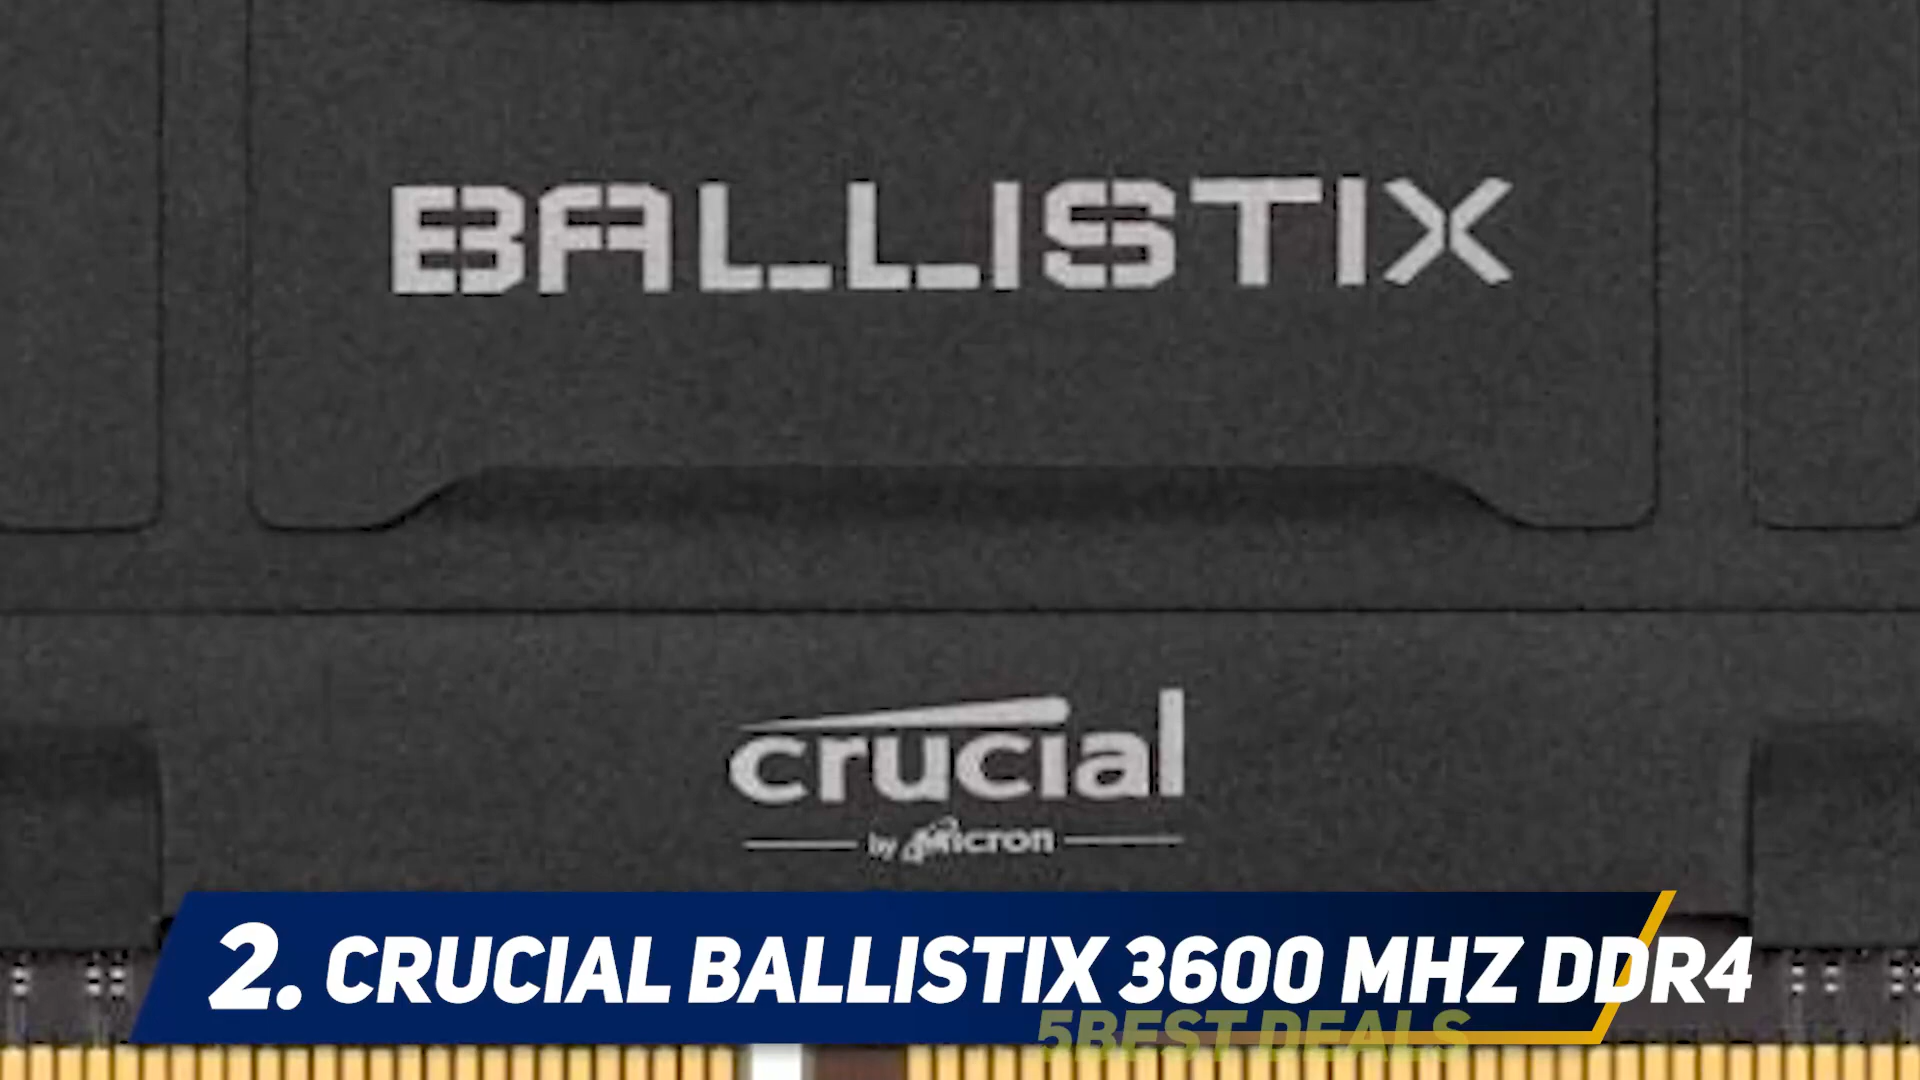 BALLISTIX
crucial
by Micron
2. CRUCIAL BALLISTIX 3600 MHZ DDR4
5BEST DEALS